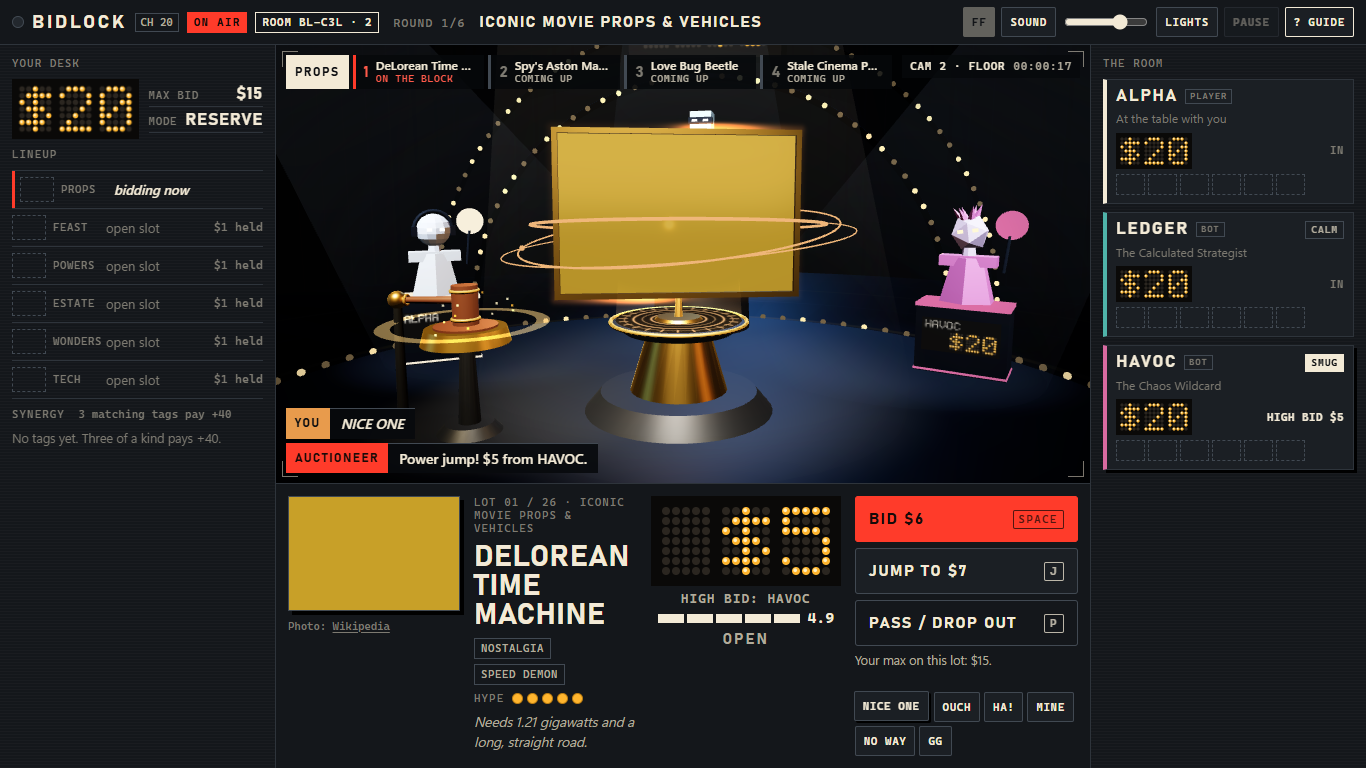 BIDLOCK CH 20 ON AIR ROOM BL-C3L · 2 ROUND 1/6 ICONIC MOVIE PROPS & VEHICLES FF SOUND LIGHTS PAUSE ? GUIDE
YOUR DESK
$20
MAX BID $15
MODE RESERVE
LINEUP
PROPS bidding now
FEAST open slot $1 held
POWERS open slot $1 held
ESTATE open slot $1 held
WONDERS open slot $1 held
TECH open slot $1 held
SYNERGY 3 matching tags pay +40
No tags yet. Three of a kind pays +40.
PROPS
1 DeLorean Time ...
ON THE BLOCK
2 Spy's Aston Ma...
COMING UP
3 Love Bug Beetle
COMING UP
4 Stale Cinema P...
COMING UP
CAM 2 · FLOOR 00:00:17
ALPHA
HAVOC
$20
YOU NICE ONE
AUCTIONEER Power jump! $5 from HAVOC.
Photo: Wikipedia
LOT 01 / 26 · ICONIC
MOVIE PROPS &
VEHICLES
DELOREAN
TIME
MACHINE
NOSTALGIA
SPEED DEMON
HYPE
Needs 1.21 gigawatts and a
long, straight road.
$5
HIGH BID: HAVOC
4.9
OPEN
BID $6 SPACE
JUMP TO $7 J
PASS / DROP OUT P
Your max on this lot: $15.
NICE ONE OUCH HA! MINE
NO WAY GG
THE ROOM
ALPHA PLAYER
At the table with you
$20 IN
LEDGER BOT CALM
The Calculated Strategist
$20 IN
HAVOC BOT SMUG
The Chaos Wildcard
$20 HIGH BID $5